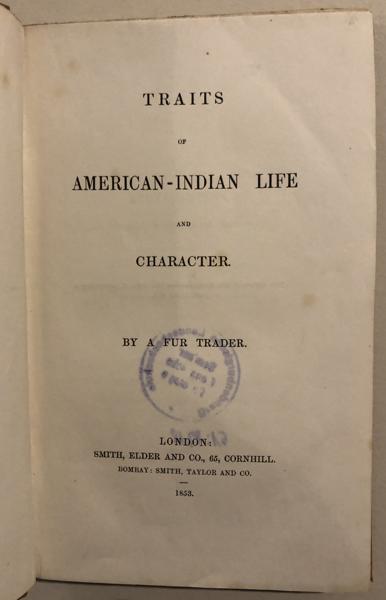 TRAITS
OF
AMERICAN-INDIAN LIFE
AND
CHARACTER.
BY A FUR TRADER.
LONDON:
SMITH, ELDER AND CO., 65, CORNHILL.
BOMBAY: SMITH, TAYLOR AND CO.
1853.